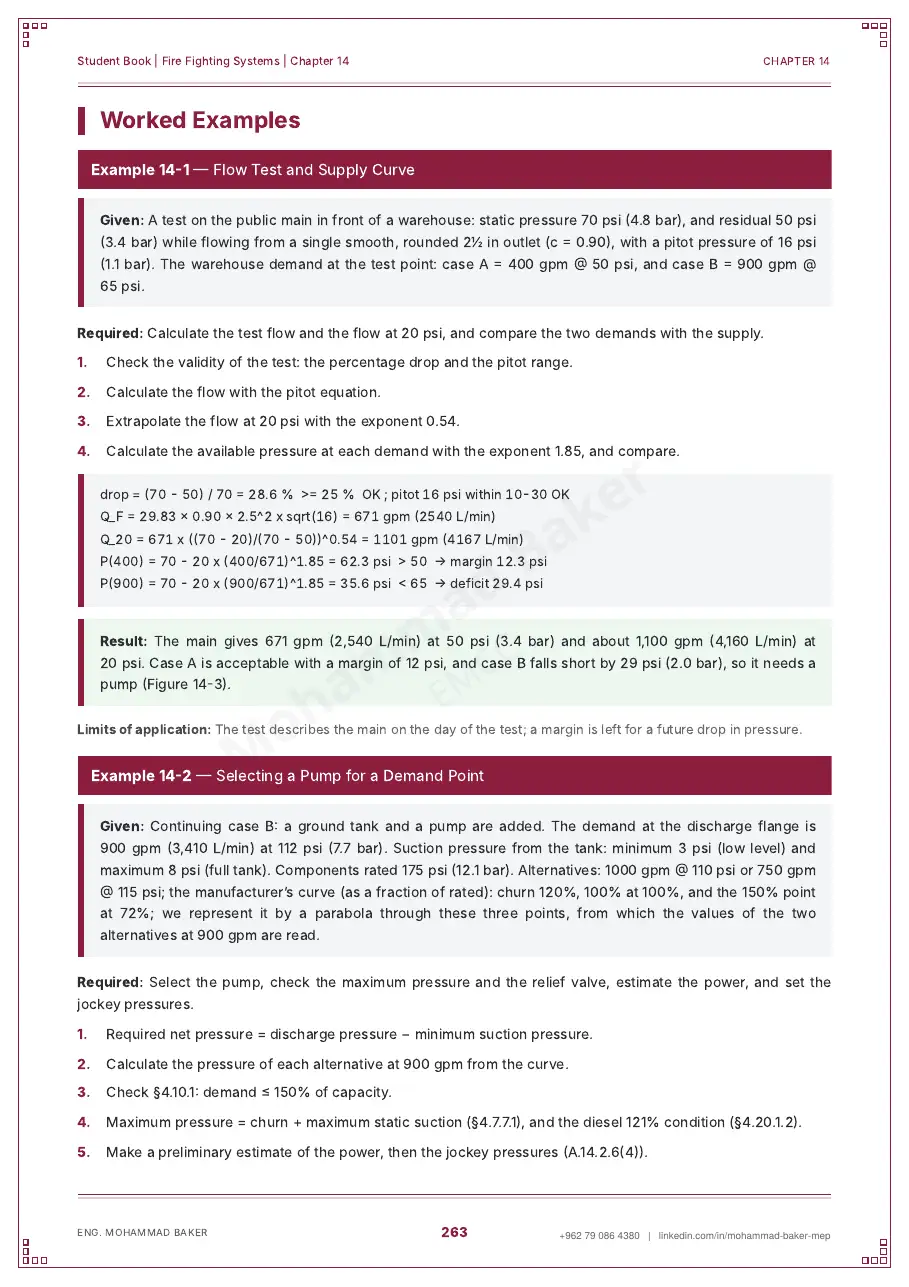 Student Book | Fire Fighting Systems | Chapter 14
CHAPTER 14
Worked Examples
Example 14-1 — Flow Test and Supply Curve
Given: A test on the public main in front of a warehouse: static pressure 70 psi (4.8 bar), and residual 50 psi
(3.4 bar) while flowing from a single smooth, rounded 2½ in outlet (c = 0.90), with a pitot pressure of 16 psi
(1.1 bar). The warehouse demand at the test point: case A = 400 gpm @ 50 psi, and case B = 900 gpm @
65 psi.
Required: Calculate the test flow and the flow at 20 psi, and compare the two demands with the supply.
1. Check the validity of the test: the percentage drop and the pitot range.
2. Calculate the flow with the pitot equation.
3. Extrapolate the flow at 20 psi with the exponent 0.54.
4. Calculate the available pressure at each demand with the exponent 1.85, and compare.
drop = (70 - 50) / 70 = 28.6 % >= 25 % OK ; pitot 16 psi within 10-30 OK
Q_F = 29.83 × 0.90 × 2.5^2 x sqrt(16) = 671 gpm (2540 L/min)
Q_20 = 671 x ((70 - 20)/(70 - 50))^0.54 = 1101 gpm (4167 L/min)
P(400) = 70 - 20 x (400/671)^1.85 = 62.3 psi > 50 → margin 12.3 psi
P(900) = 70 - 20 x (900/671)^1.85 = 35.6 psi < 65 → deficit 29.4 psi
Result: The main gives 671 gpm (2,540 L/min) at 50 psi (3.4 bar) and about 1,100 gpm (4,160 L/min) at
20 psi. Case A is acceptable with a margin of 12 psi, and case B falls short by 29 psi (2.0 bar), so it needs a
pump (Figure 14-3).
Limits of application: The test describes the main on the day of the test; a margin is left for a future drop in pressure.
Example 14-2 — Selecting a Pump for a Demand Point
Given: Continuing case B: a ground tank and a pump are added. The demand at the discharge flange is
900 gpm (3,410 L/min) at 112 psi (7.7 bar). Suction pressure from the tank: minimum 3 psi (low level) and
maximum 8 psi (full tank). Components rated 175 psi (12.1 bar). Alternatives: 1000 gpm @ 110 psi or 750 gpm
@ 115 psi; the manufacturer's curve (as a fraction of rated): churn 120%, 100% at 100%, and the 150% point
at 72%; we represent it by a parabola through these three points, from which the values of the two
alternatives at 900 gpm are read.
Required: Select the pump, check the maximum pressure and the relief valve, estimate the power, and set the
jockey pressures.
1. Required net pressure = discharge pressure − minimum suction pressure.
2. Calculate the pressure of each alternative at 900 gpm from the curve.
3. Check §4.10.1: demand ≤ 150% of capacity.
4. Maximum pressure = churn + maximum static suction (§4.7.7.1), and the diesel 121% condition (§4.20.1.2).
5. Make a preliminary estimate of the power, then the jockey pressures (A.14.2.6(4)).
Mohammad Baker
ENG. MOHAMMAD BAKER
263
+962 79 086 4380 | linkedin.com/in/mohammad-baker-mep